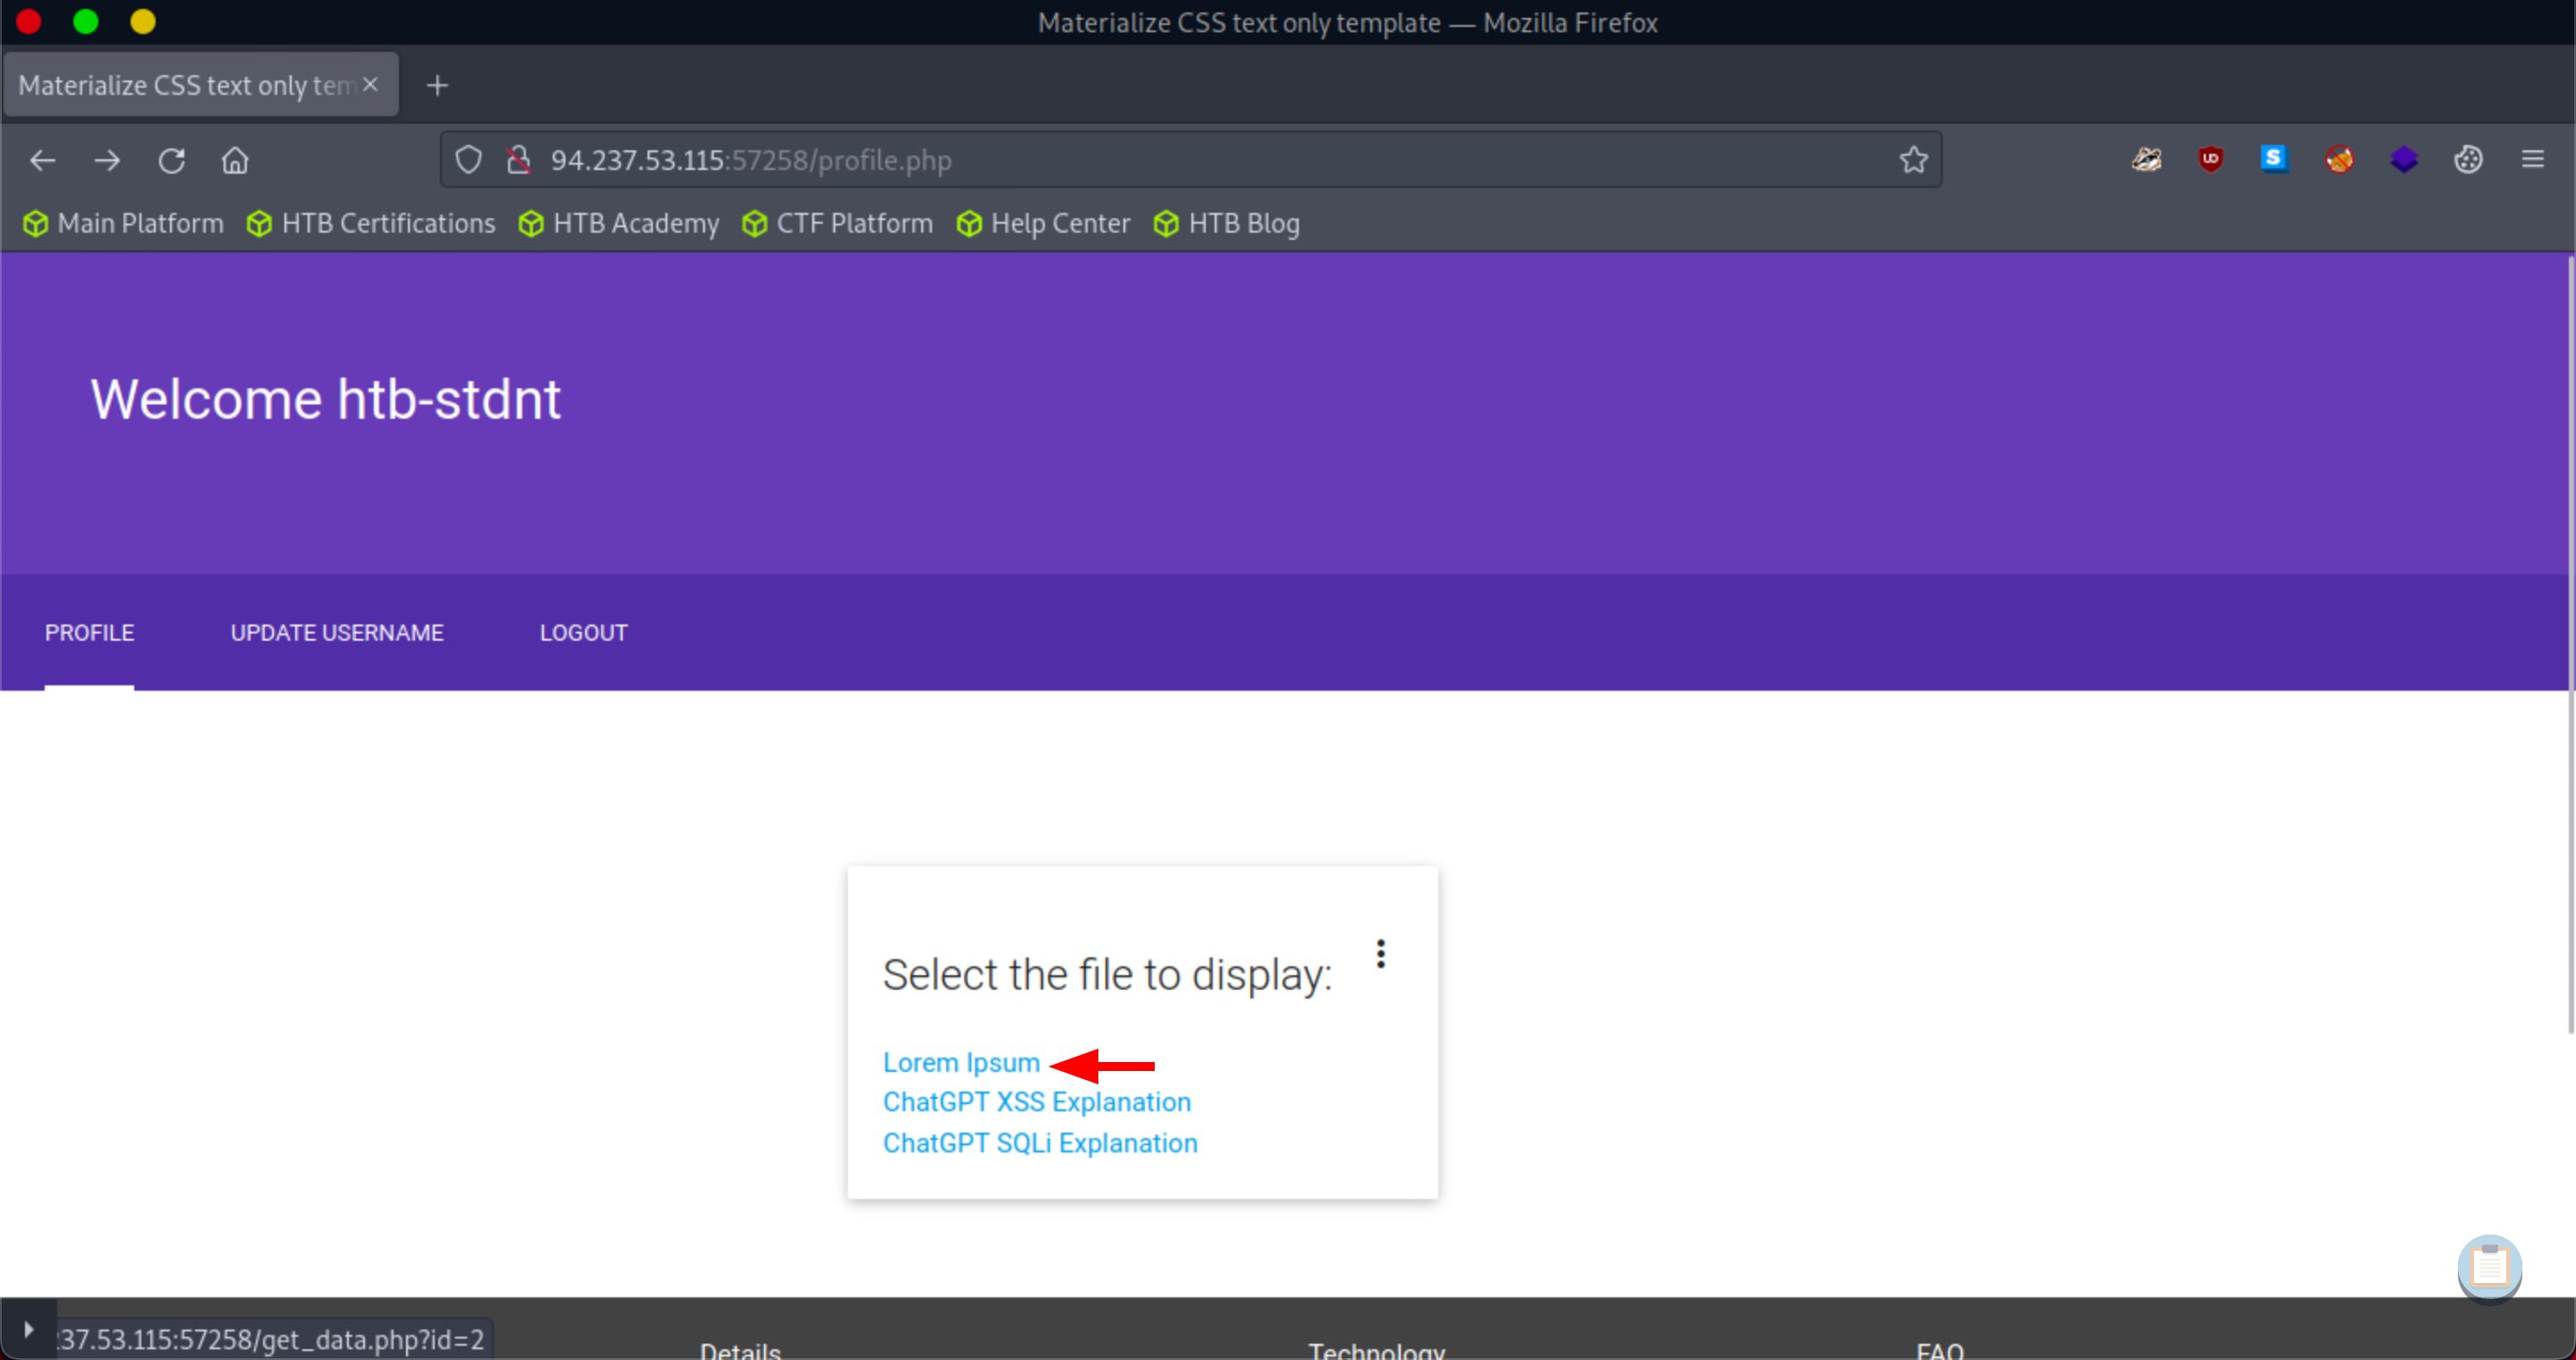 Materialize CSS text only template — Mozilla Firefox
Materialize CSS text only tem
94.237.53.115:57258/profile.php
Main Platform HTB Certifications HTB Academy CTF Platform Help Center HTB Blog
Welcome htb-stdnt
PROFILE UPDATE USERNAME LOGOUT
Select the file to display:
Lorem Ipsum
ChatGPT XSS Explanation
ChatGPT SQLi Explanation
37.53.115:57258/get_data.php?id=2
Details Technology FAQ